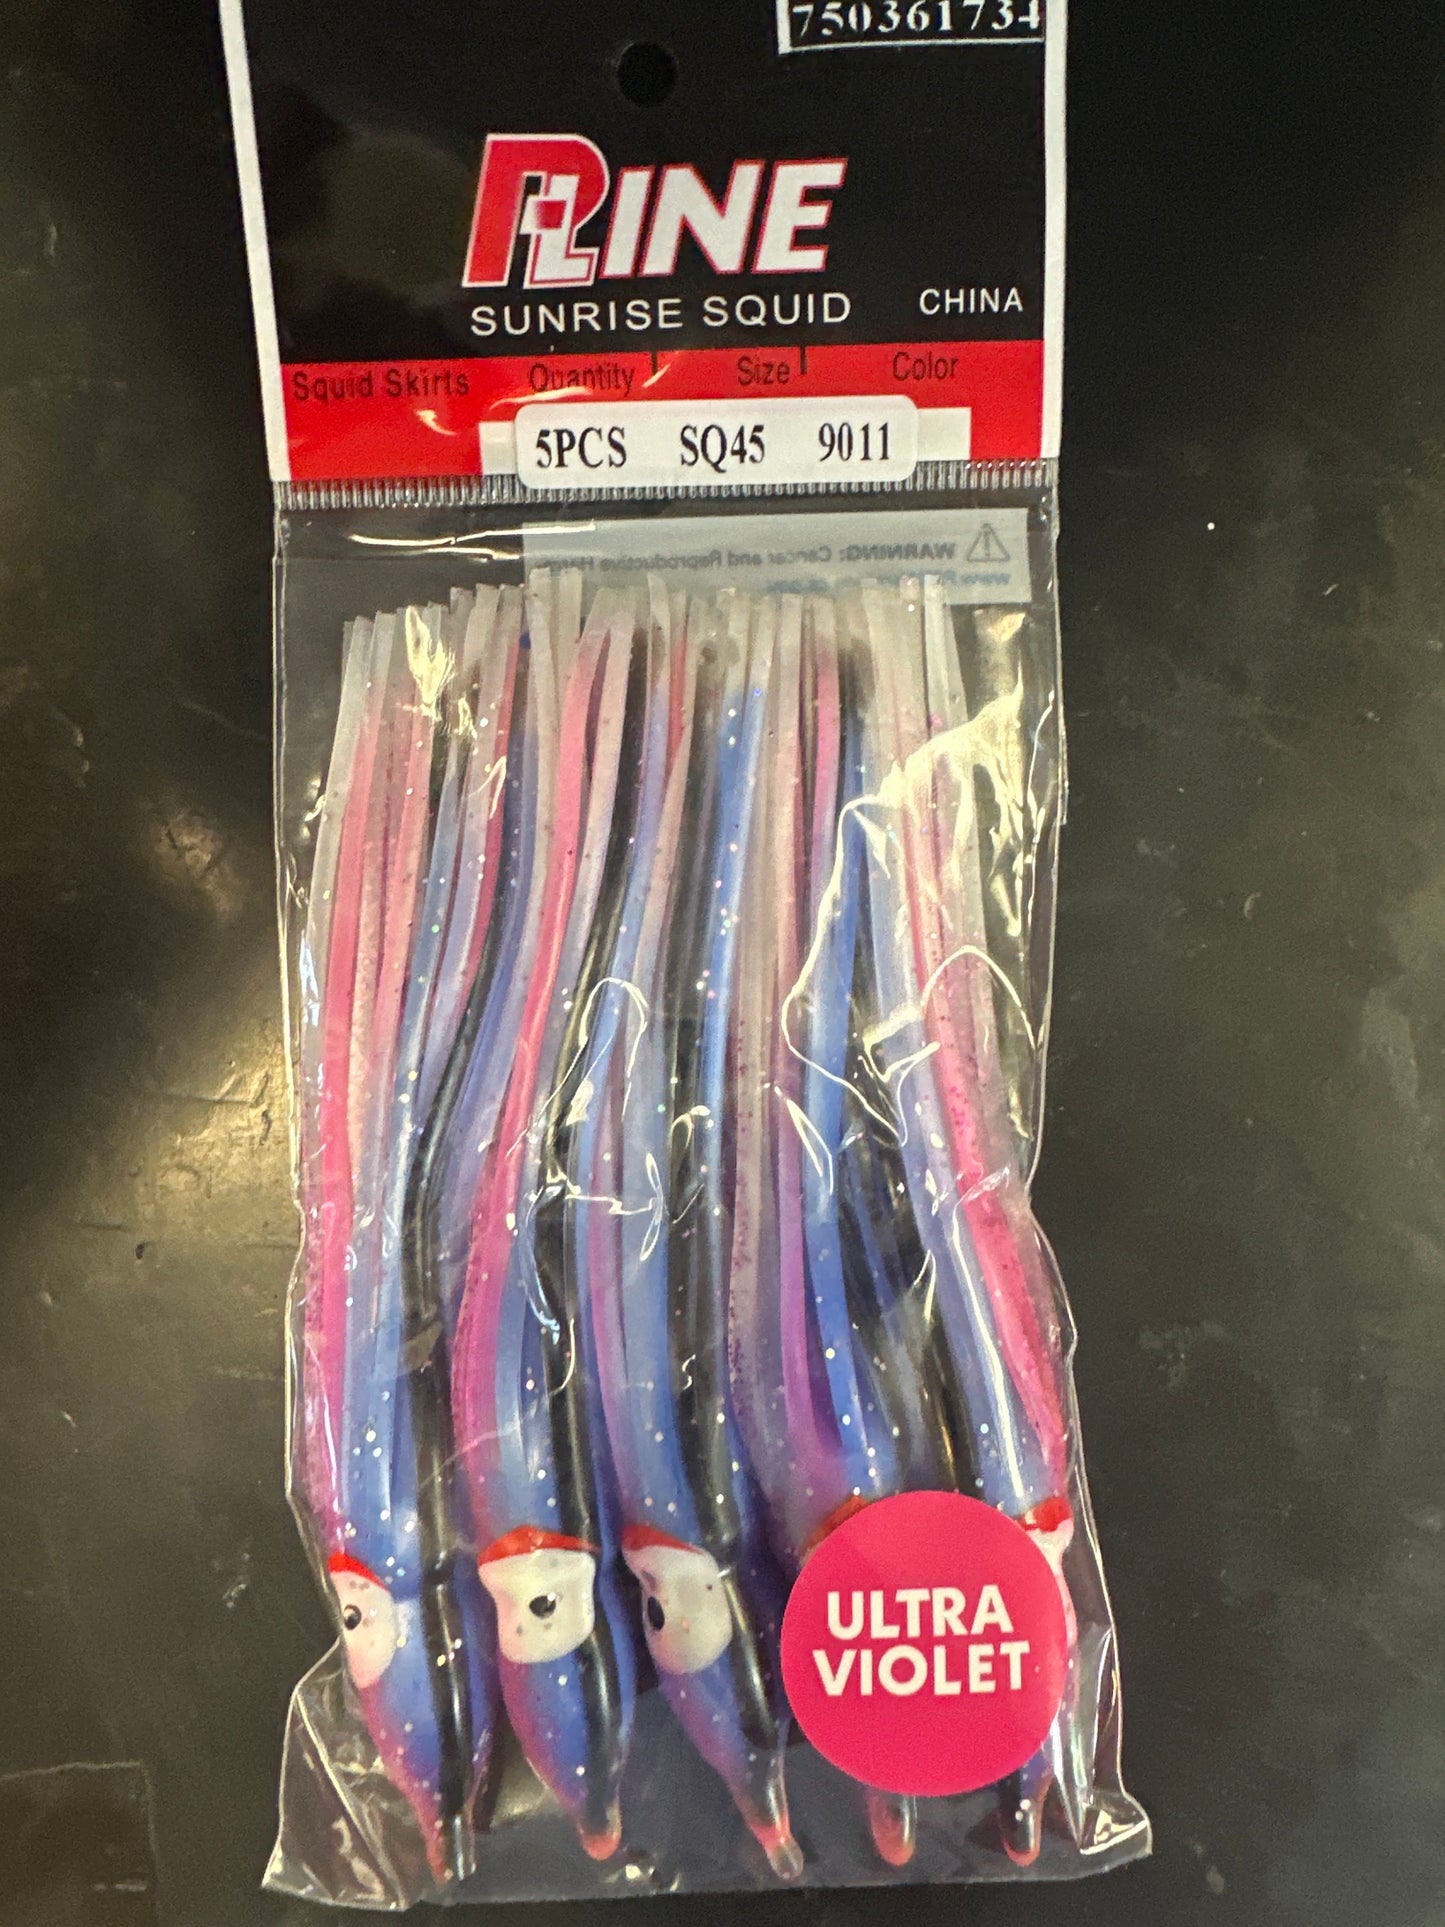 750361734
PLINE
SUNRISE SQUID CHINA
Squid Skirts Quantity Size Color
5PCS SQ45 9011
WARNING: Cancer and Reproductive Harm
ULTRA
VIOLET